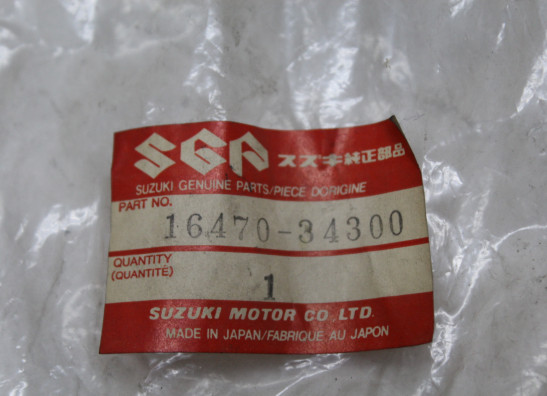 SGP スズキ純正部品
SUZUKI GENUINE PARTS/PIECE DORIGINE
PART NO.
16470-34300
QUANTITY
(QUANTITÉ)
1
SUZUKI MOTOR CO.,LTD.
MADE IN JAPAN/FABRIQUE AU JAPON